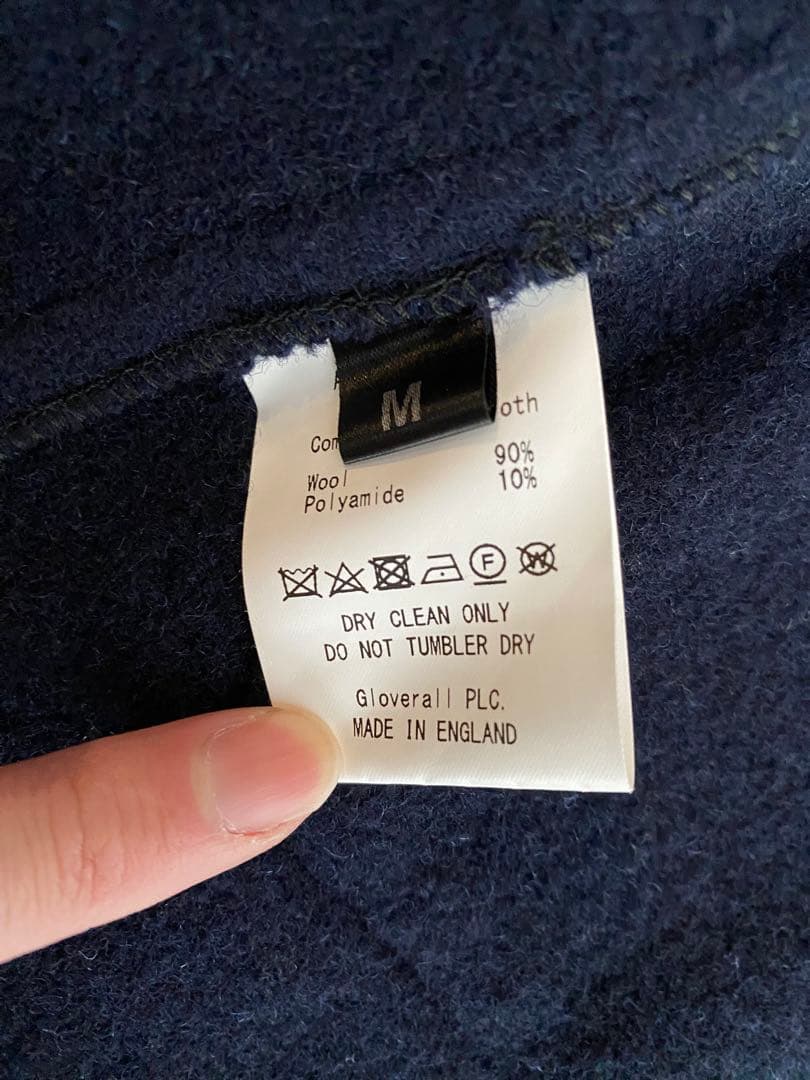 M
oth
Com
Wool 90%
Polyamide 10%
F W
DRY CLEAN ONLY
DO NOT TUMBLER DRY
Gloverall PLC.
MADE IN ENGLAND